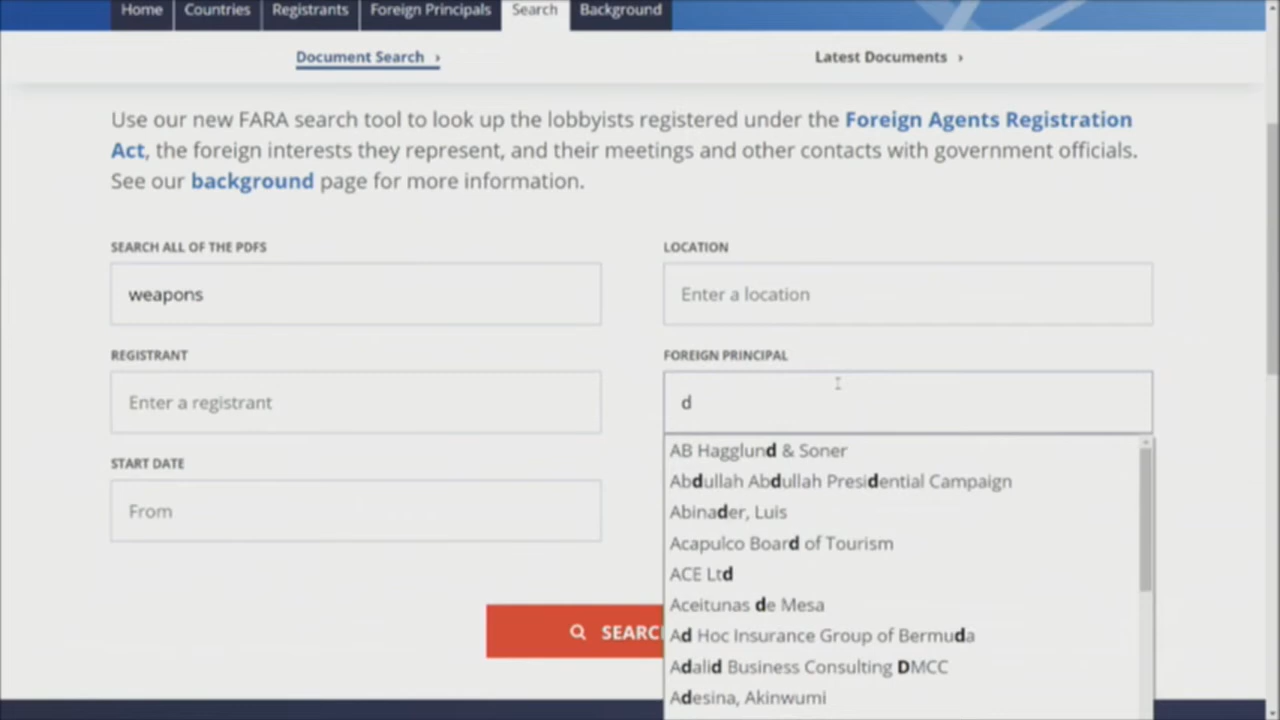 Home Countries Registrants Foreign Principals Search Background
Document Search › Latest Documents ›
Use our new FARA search tool to look up the lobbyists registered under the Foreign Agents Registration
Act, the foreign interests they represent, and their meetings and other contacts with government officials.
See our background page for more information.
SEARCH ALL OF THE PDFS
weapons
LOCATION
Enter a location
REGISTRANT
Enter a registrant
FOREIGN PRINCIPAL
d
AB Hagglund & Soner
Abdullah Abdullah Presidential Campaign
Abinader, Luis
Acapulco Board of Tourism
ACE Ltd
Aceitunas de Mesa
Ad Hoc Insurance Group of Bermuda
Adalid Business Consulting DMCC
Adesina, Akinwumi
START DATE
From
SEARC